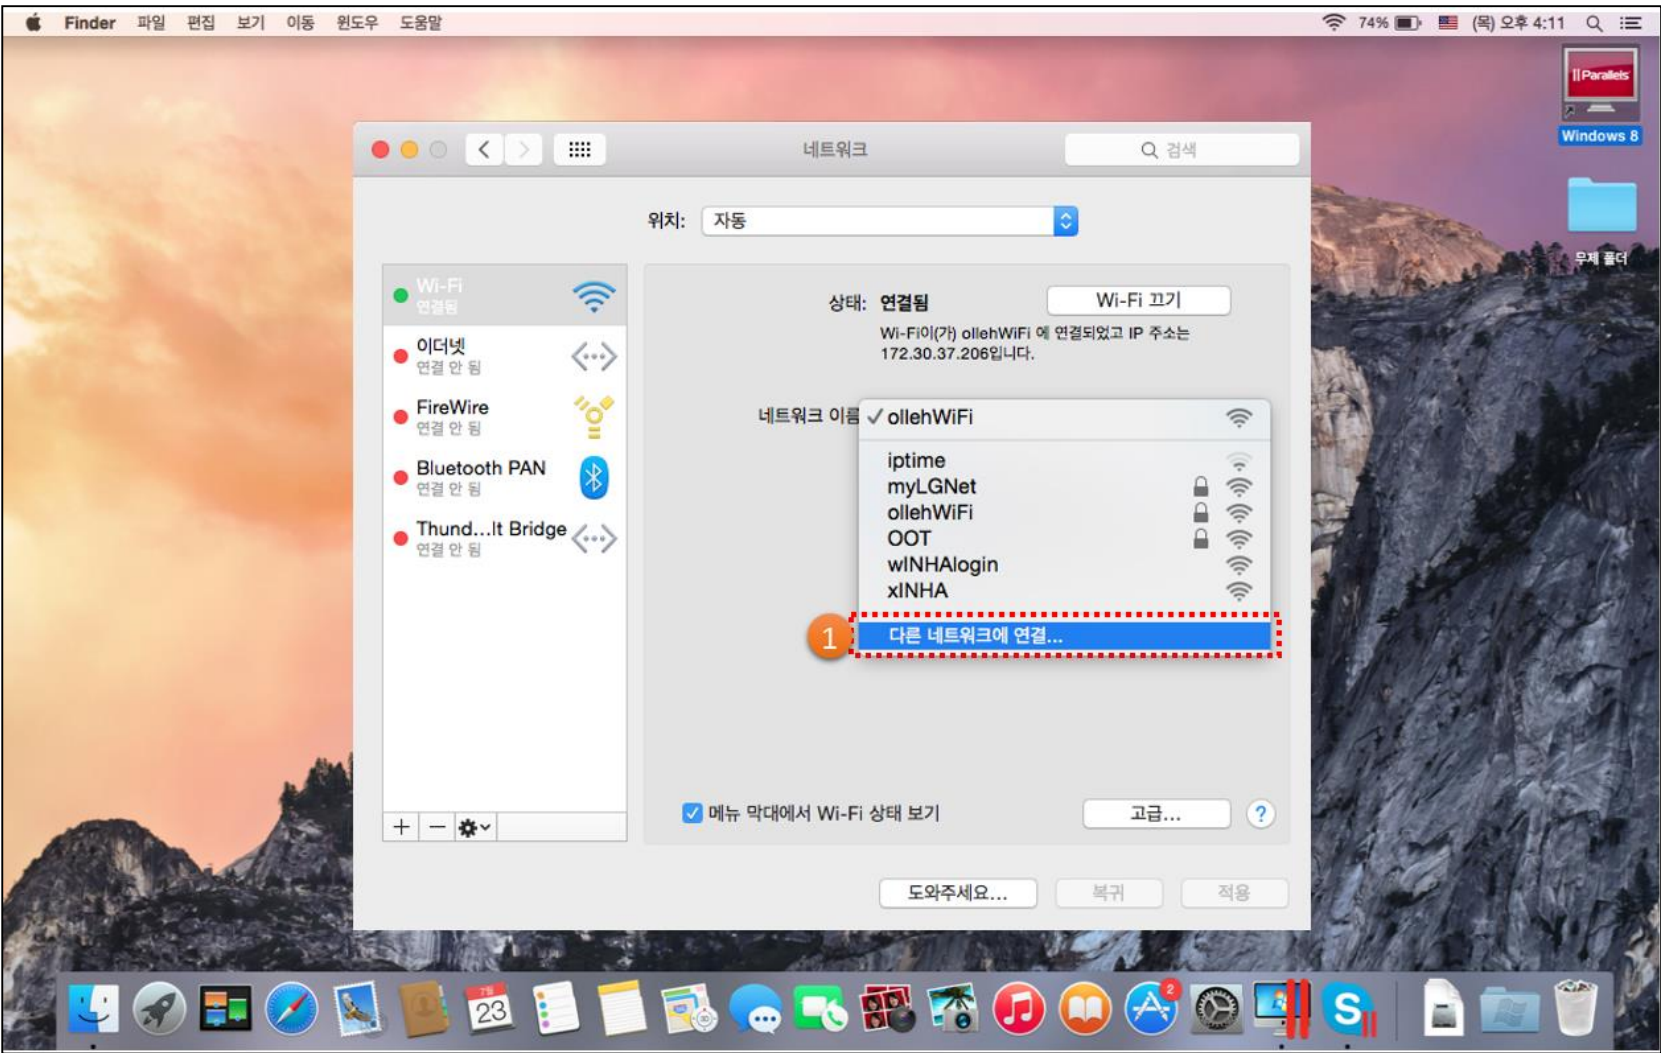 Finder 파일 편집 보기 이동 윈도우 도움말 74% (목) 오후 4:11
|| Parallels
Windows 8
무제 폴더
네트워크 검색
위치: 자동
Wi-Fi
연결됨
이더넷
연결 안 됨
FireWire
연결 안 됨
Bluetooth PAN
연결 안 됨
Thund...lt Bridge
연결 안 됨
상태: 연결됨 Wi-Fi 끄기
Wi-Fi이(가) ollehWiFi 에 연결되었고 IP 주소는
172.30.37.206입니다.
네트워크 이름 ✓ ollehWiFi
iptime
myLGNet
ollehWiFi
OOT
wINHAlogin
xINHA
1 다른 네트워크에 연결...
메뉴 막대에서 Wi-Fi 상태 보기 고급... ?
도와주세요... 복귀 적용
7월
23
2